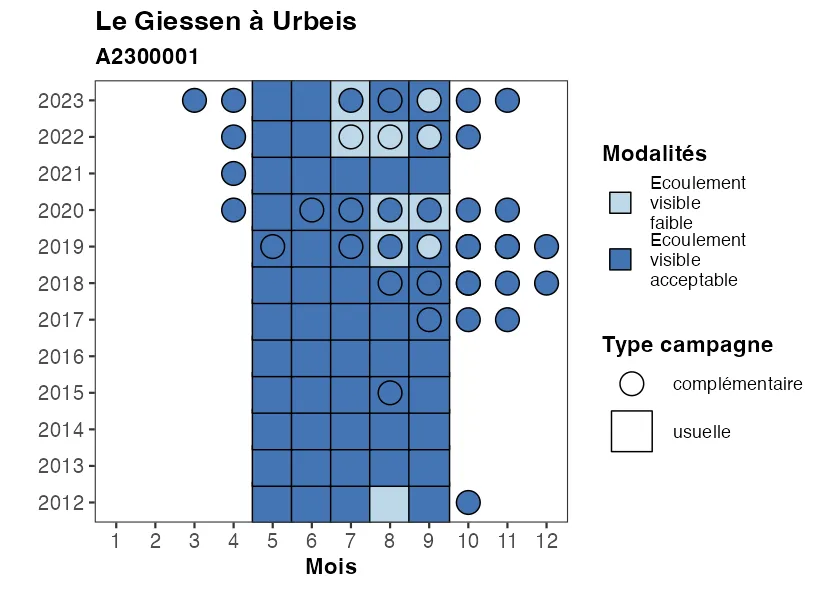 Le Giessen à Urbeis
A2300001
2023
2022
2021
2020
2019
2018
2017
2016
2015
2014
2013
2012
1 2 3 4 5 6 7 8 9 10 11 12
Mois
Modalités
Ecoulement
visible
faible
Ecoulement
visible
acceptable
Type campagne
complémentaire
usuelle